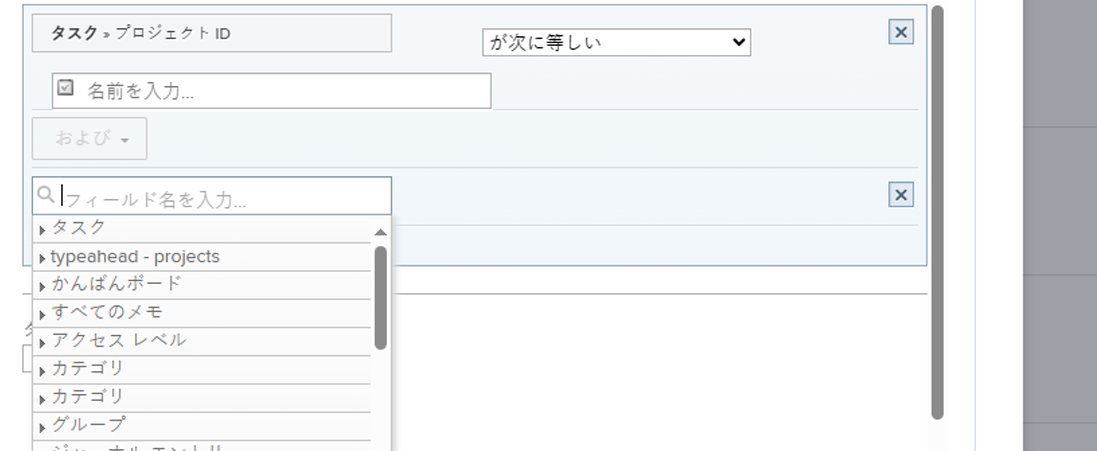 タスク » プロジェクト ID
が次に等しい
名前を入力...
および
フィールド名を入力...
タスク
typeahead - projects
かんばんボード
すべてのメモ
アクセス レベル
カテゴリ
カテゴリ
グループ